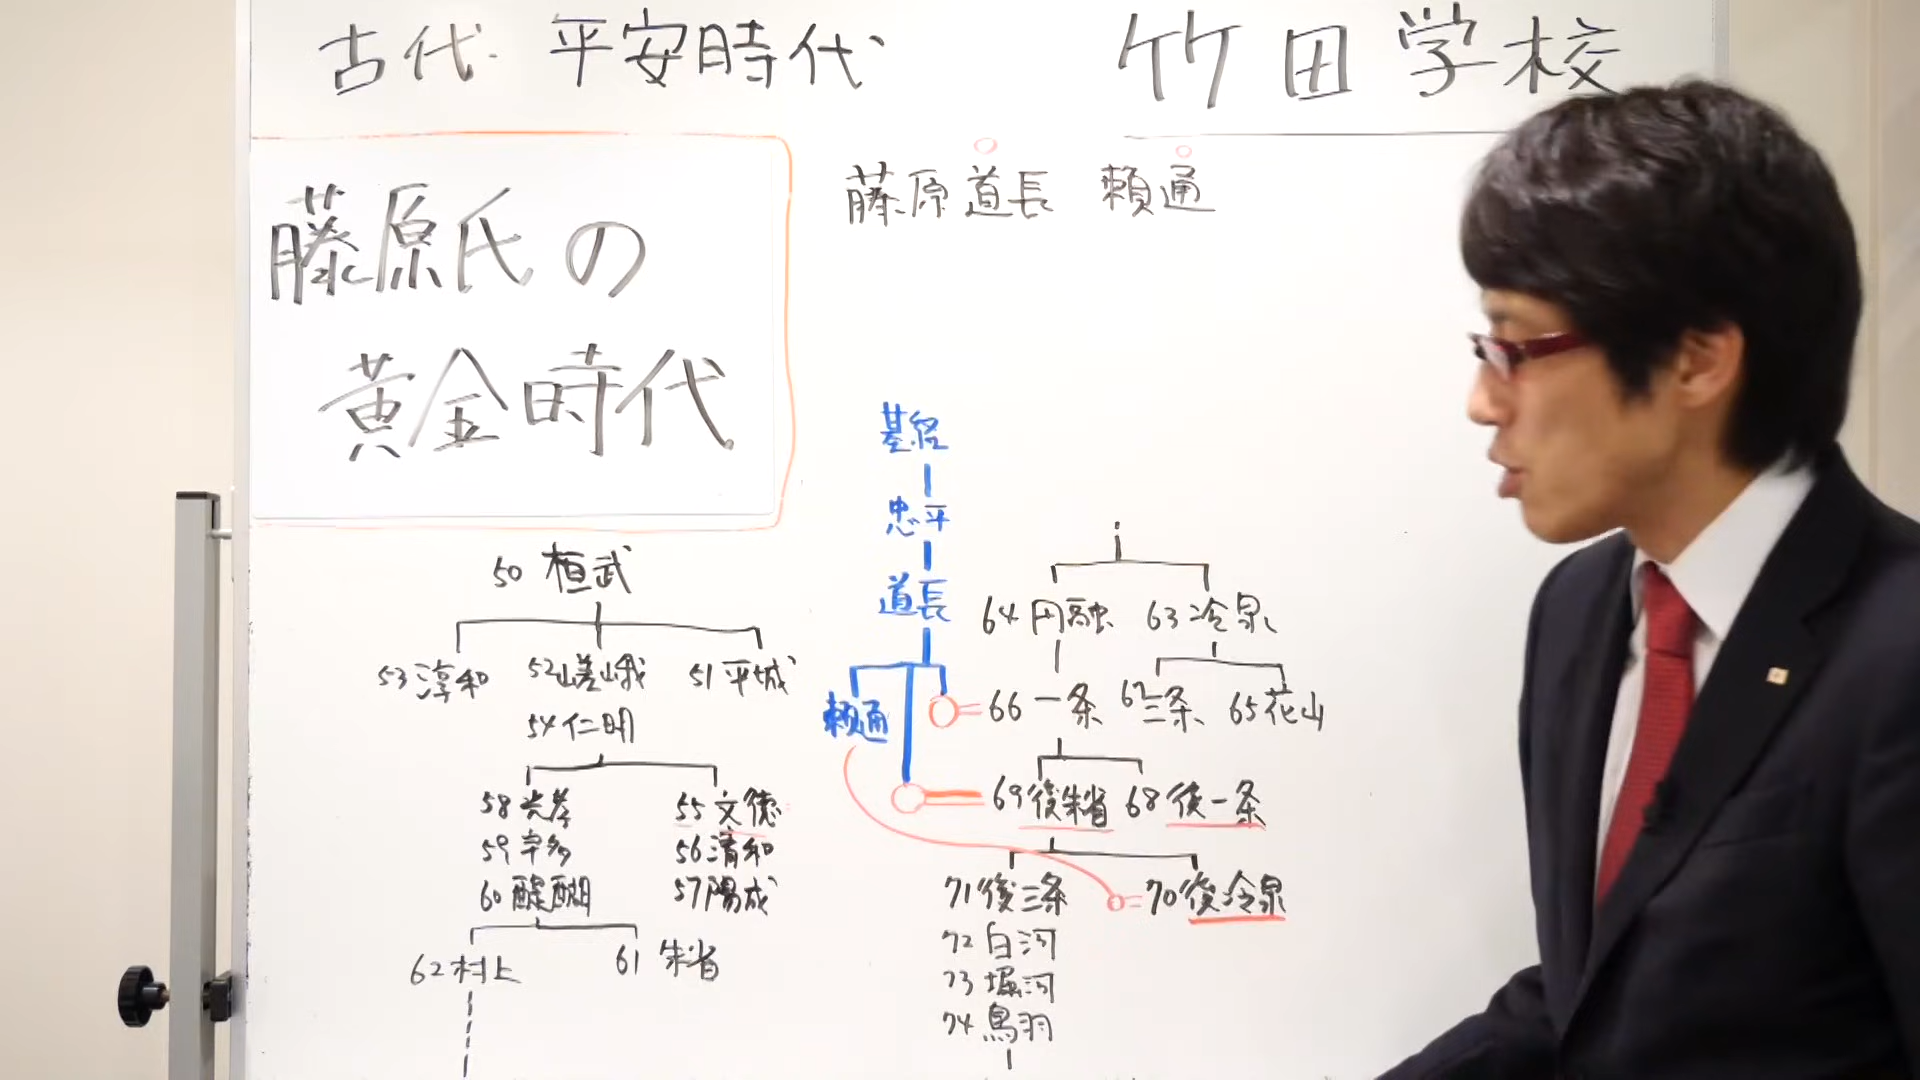 古代 平安時代
竹田学校
藤原氏の
黄金時代
藤原道長 頼通
基経
忠平
道長
頼通
50 桓武
53淳和 52嵯峨 51平城
54仁明
58光孝 55文徳
59宇多 56清和
60醍醐 57陽成
62村上 61 朱雀
64円融 63冷泉
66一条 67三条 65花山
69後朱雀 68後一条
71後三条 70後冷泉
72白河
73堀河
74鳥羽